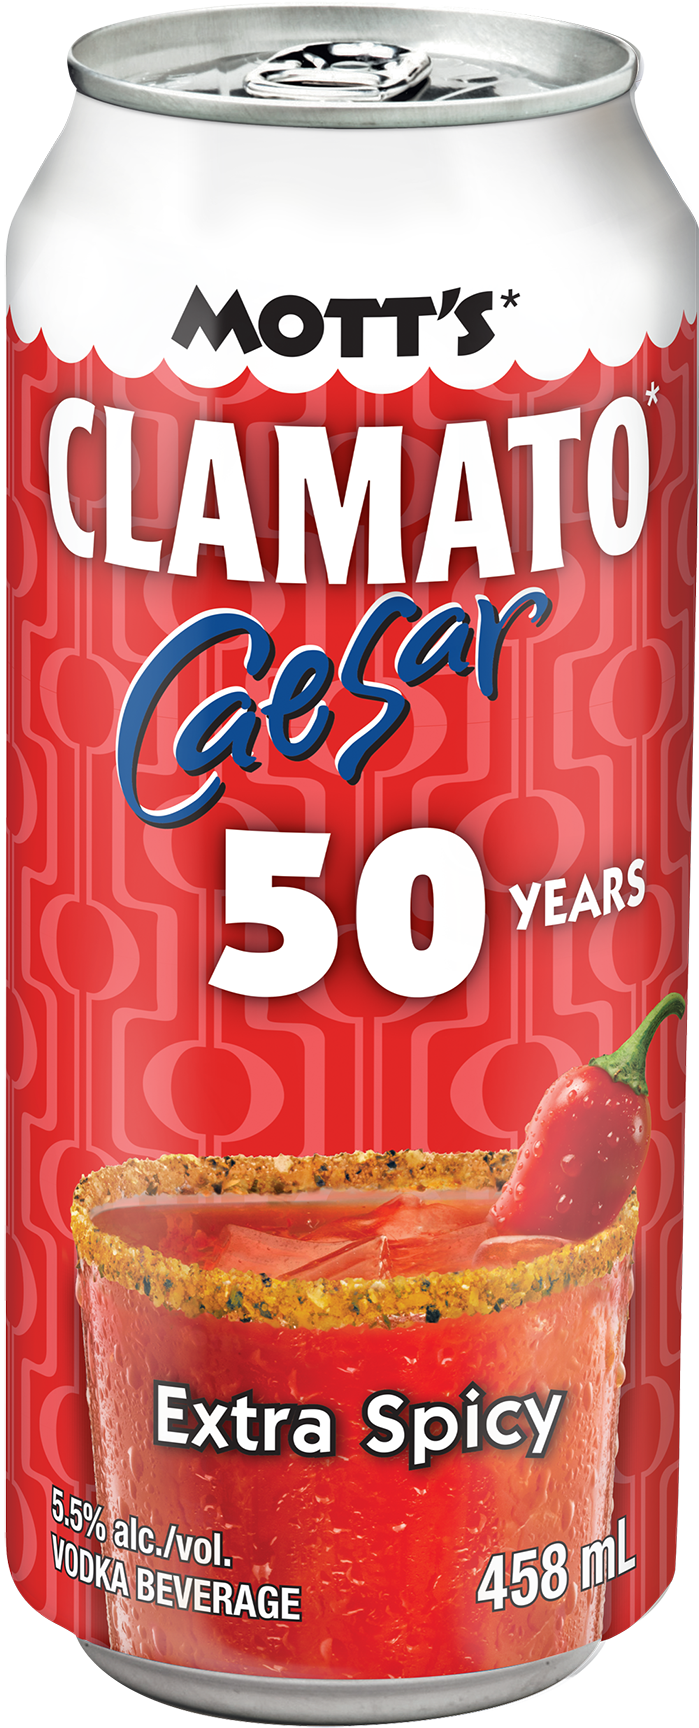 MOTT'S*
CLAMATO*
Caesar
50 YEARS
Extra Spicy
5.5% alc./vol.
VODKA BEVERAGE
458 mL